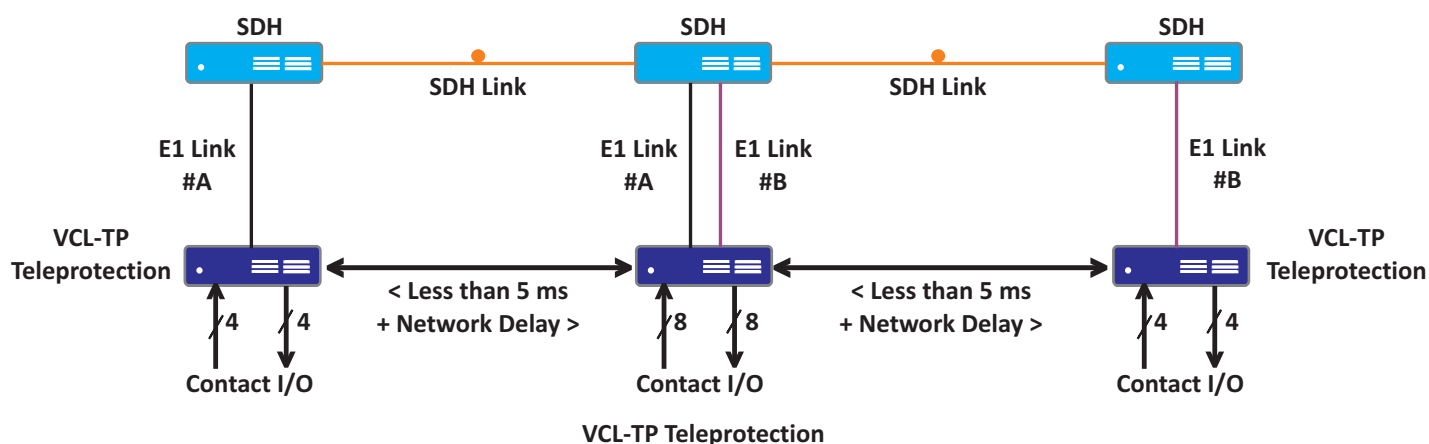 SDH
SDH
SDH
SDH Link
SDH Link
E1 Link
#A
E1 Link
#A
E1 Link
#B
E1 Link
#B
VCL-TP
Teleprotection
< Less than 5 ms
+ Network Delay >
< Less than 5 ms
+ Network Delay >
VCL-TP
Teleprotection
4
4
8
8
4
4
Contact I/O
Contact I/O
Contact I/O
VCL-TP Teleprotection